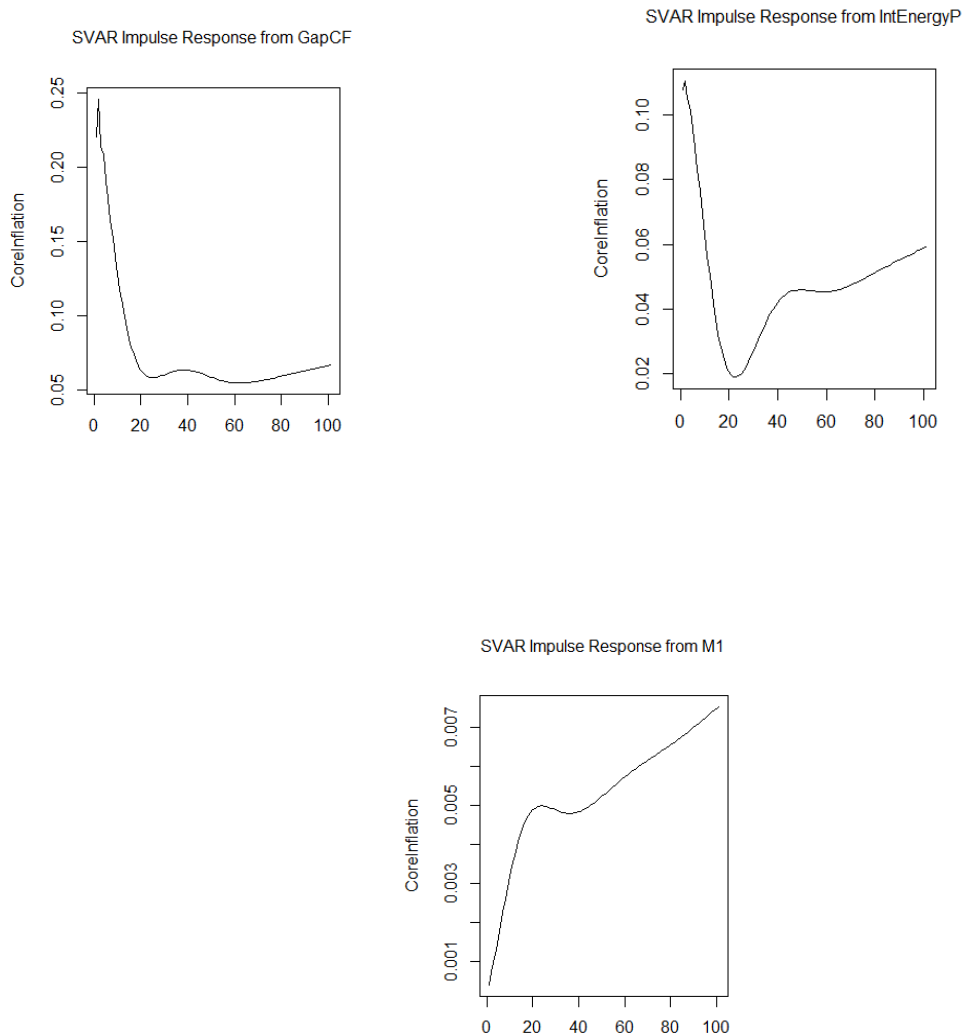 SVAR Impulse Response from GapCF
CoreInflation
0.25
0.20
0.15
0.10
0.05
0 20 40 60 80 100
SVAR Impulse Response from IntEnergyP
CoreInflation
0.10
0.08
0.06
0.04
0.02
0 20 40 60 80 100
SVAR Impulse Response from M1
CoreInflation
0.007
0.005
0.003
0.001
0 20 40 60 80 100